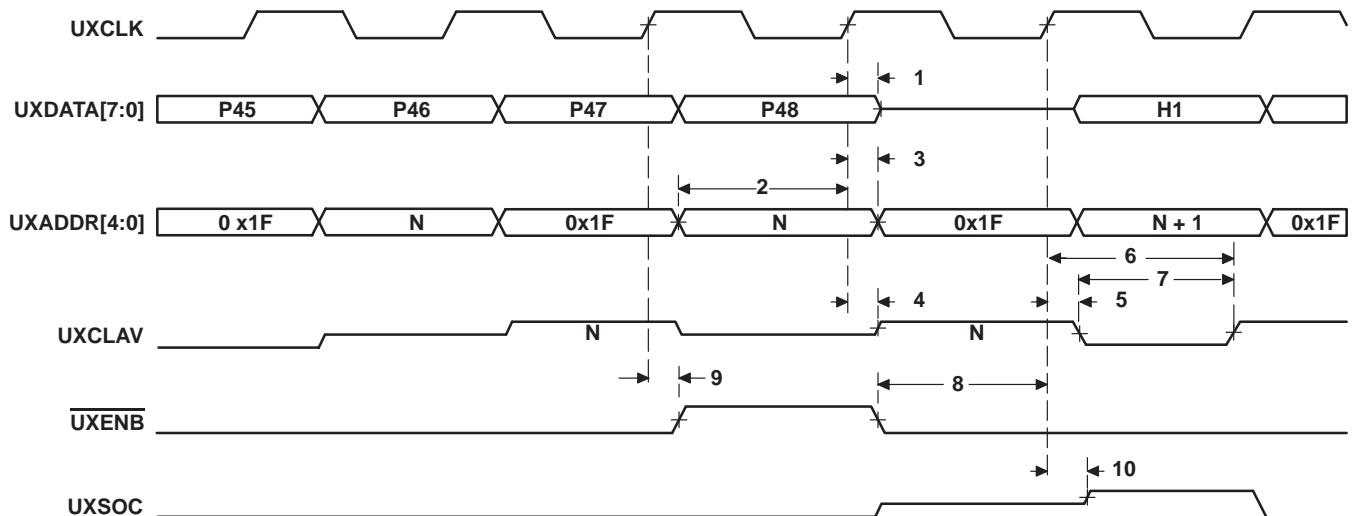 UXCLK
1
UXDATA[7:0] P45 P46 P47 P48 H1
3
2
UXADDR[4:0] 0 x1F N 0x1F N 0x1F N + 1 0x1F
6
7
4 5
UXCLAV N N
9 8
UXENB
10
UXSOC